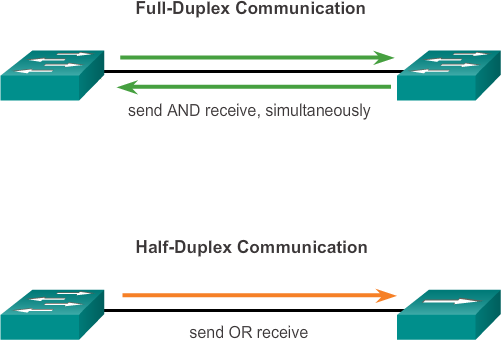 Full-Duplex Communication
send AND receive, simultaneously
Half-Duplex Communication
send OR receive